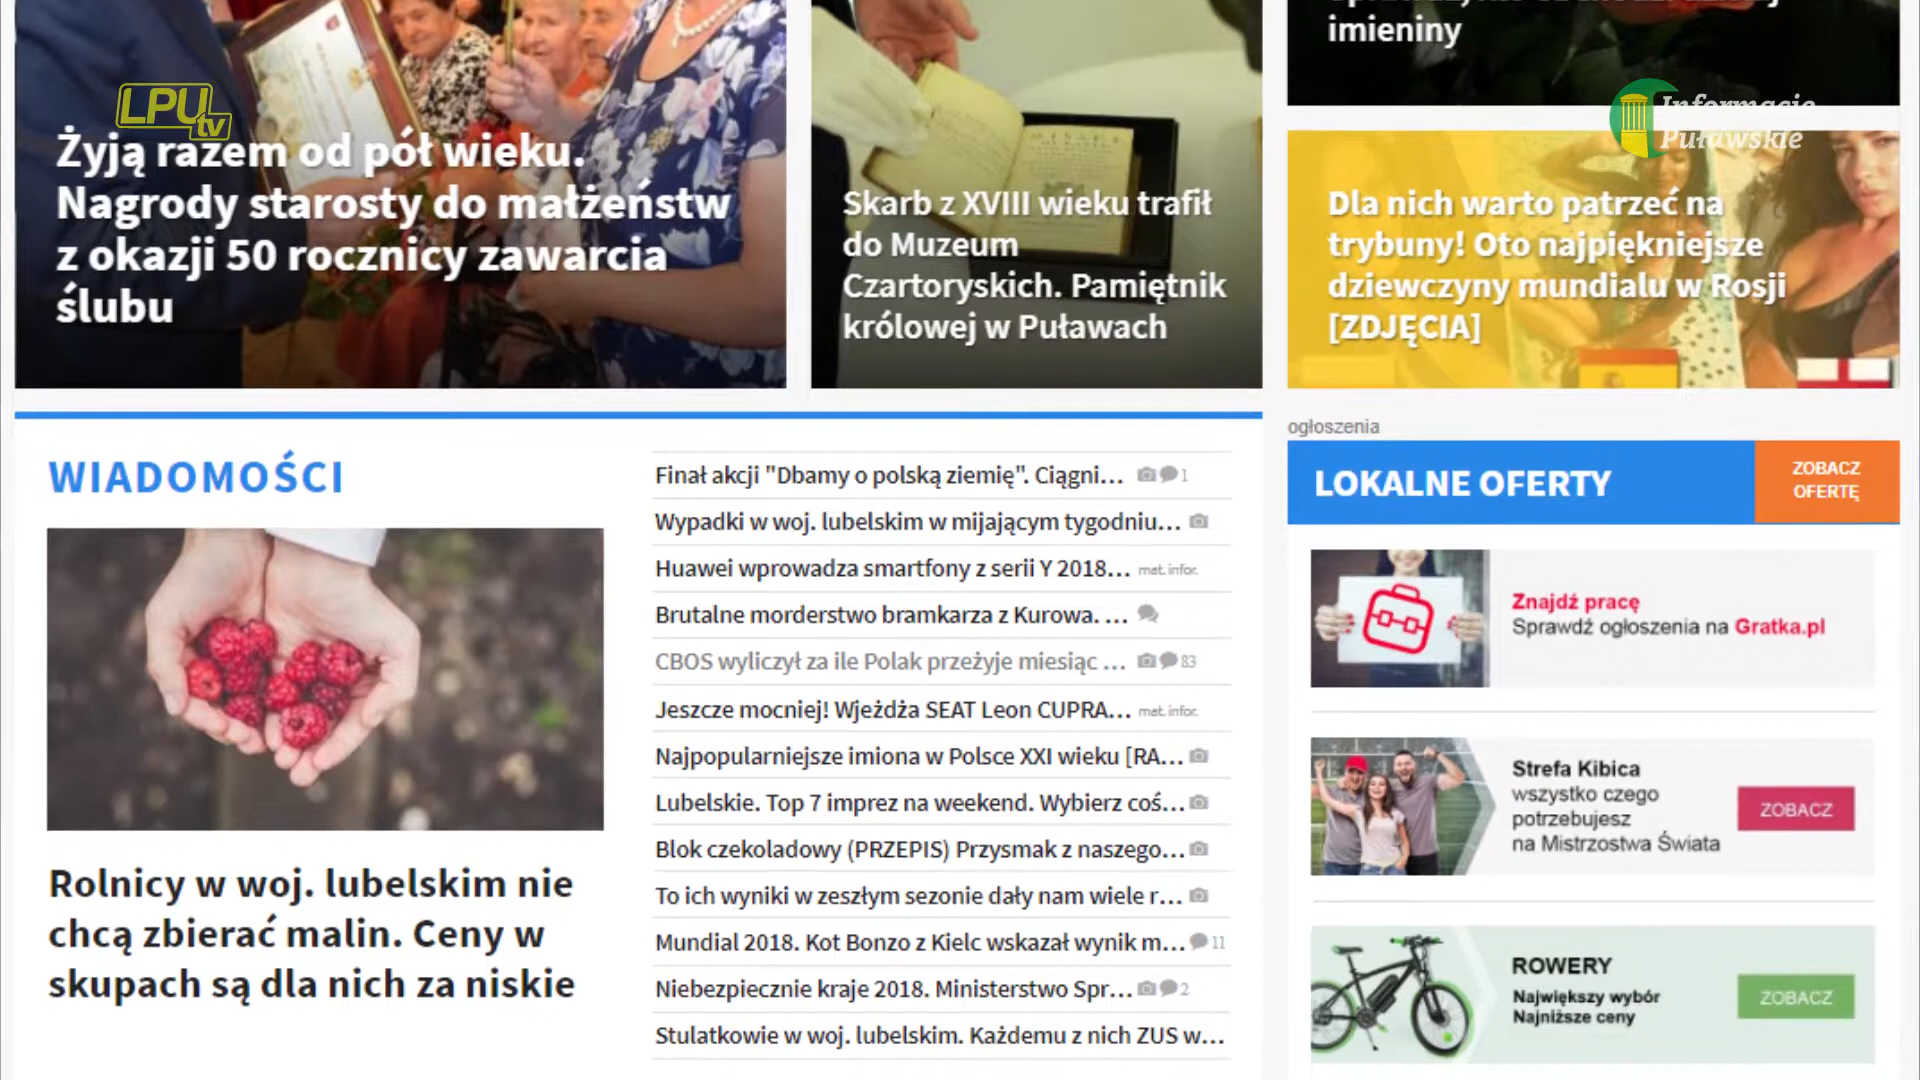 LPU
tv
Żyją razem od pół wieku.
Nagrody starosty do małżeństw
z okazji 50 rocznicy zawarcia
ślubu
Skarb z XVIII wieku trafił
do Muzeum
Czartoryskich. Pamiętnik
królowej w Puławach
imieniny
Informacje
Puławskie
Dla nich warto patrzeć na
trybuny! Oto najpiękniejsze
dziewczyny mundialu w Rosji
[ZDJĘCIA]
WIADOMOŚCI
Rolnicy w woj. lubelskim nie
chcą zbierać malin. Ceny w
skupach są dla nich za niskie
Finał akcji "Dbamy o polską ziemię". Ciągni... 1
Wypadki w woj. lubelskim w mijającym tygodniu...
Huawei wprowadza smartfony z serii Y 2018... mat. infor.
Brutalne morderstwo bramkarza z Kurowa. ...
CBOS wyliczył za ile Polak przeżyje miesiąc ... 83
Jeszcze mocniej! Wjeżdża SEAT Leon CUPRA... mat. infor.
Najpopularniejsze imiona w Polsce XXI wieku [RA...
Lubelskie. Top 7 imprez na weekend. Wybierz coś...
Blok czekoladowy (PRZEPIS) Przysmak z naszego...
To ich wyniki w zeszłym sezonie dały nam wiele r...
Mundial 2018. Kot Bonzo z Kielc wskazał wynik m... 11
Niebezpiecznie kraje 2018. Ministerstwo Spr... 2
Stulatkowie w woj. lubelskim. Każdemu z nich ZUS w...
ogłoszenia
LOKALNE OFERTY
ZOBACZ
OFERTĘ
Znajdź pracę
Sprawdź ogłoszenia na Gratka.pl
Strefa Kibica
wszystko czego
potrzebujesz
na Mistrzostwa Świata
ZOBACZ
ROWERY
Największy wybór
Najniższe ceny
ZOBACZ